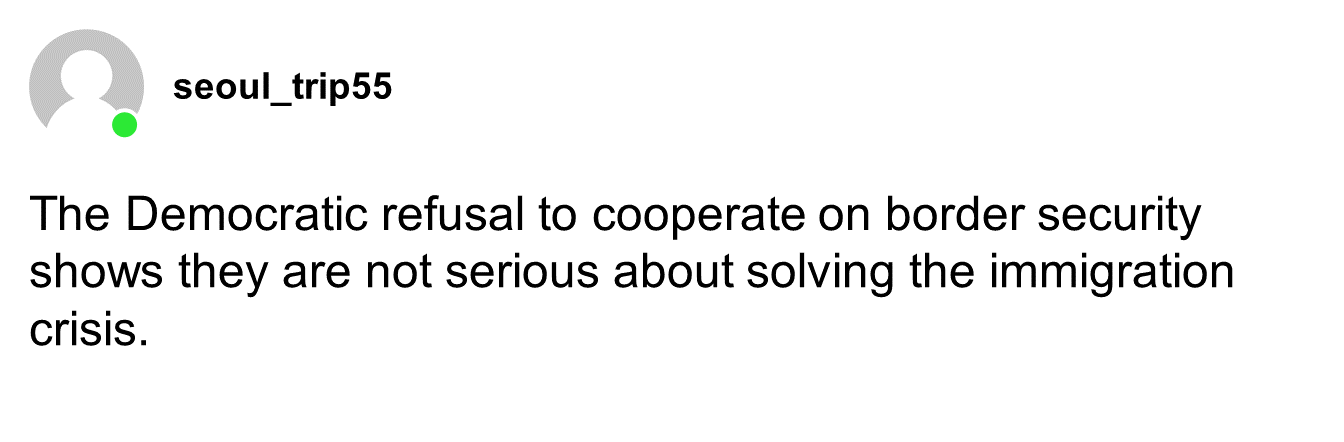 seoul_trip55
The Democratic refusal to cooperate on border security
shows they are not serious about solving the immigration
crisis.